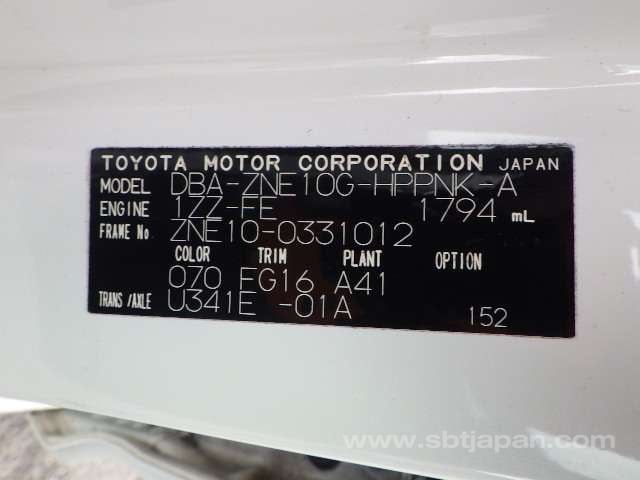 TOYOTA MOTOR CORPORATION JAPAN
MODEL DBA-ZNE10G-HPPNK-A
ENGINE 1ZZ-FE 1794 mL
FRAME No ZNE10-0331012
COLOR TRIM PLANT OPTION
070 FG16 A41
TRANS/AXLE U341E -01A 152
www.sbtjapan.com